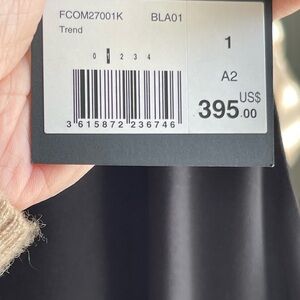 FCOM27001K BLA01
Trend
0 1 2 3 4
1
A2
US$
395.00
3 615872 236746